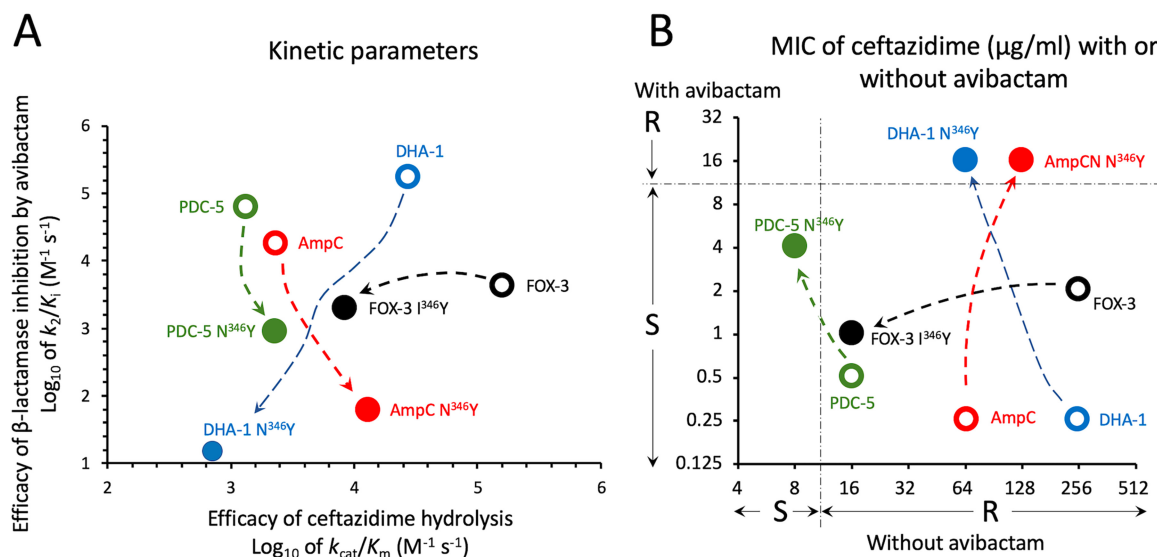 A
Kinetic parameters
Efficacy of β-lactamase inhibition by avibactam
Log₁₀ of k₂/Kᵢ (M⁻¹ s⁻¹)
6
5
4
3
2
1
DHA-1
PDC-5
AmpC
FOX-3
FOX-3 I³⁴⁶Y
PDC-5 N³⁴⁶Y
AmpC N³⁴⁶Y
DHA-1 N³⁴⁶Y
2 3 4 5 6
Efficacy of ceftazidime hydrolysis
Log₁₀ of kcat/Km (M⁻¹ s⁻¹)
B
MIC of ceftazidime (µg/ml) with or
without avibactam
With avibactam
R
S
32
16
8
4
2
1
0.5
0.25
0.125
DHA-1 N³⁴⁶Y
AmpCN N³⁴⁶Y
PDC-5 N³⁴⁶Y
FOX-3
FOX-3 I³⁴⁶Y
PDC-5
AmpC
DHA-1
4 8 16 32 64 128 256 512
S R
Without avibactam